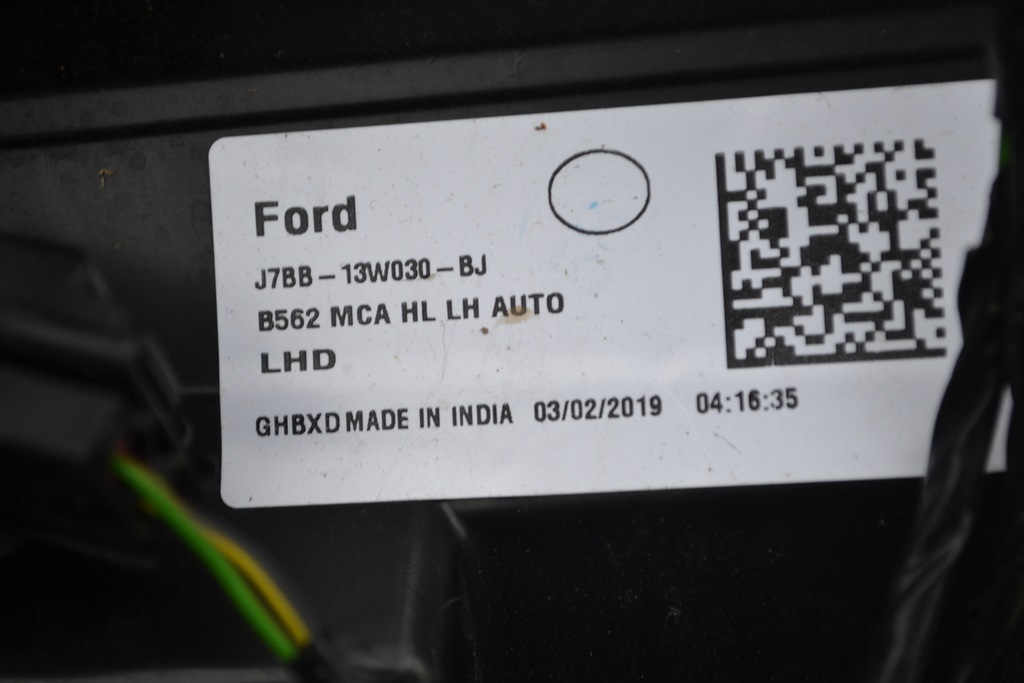 Ford
J7BB-13W030-BJ
B562 MCA HL LH AUTO
LHD
GHBXD MADE IN INDIA 03/02/2019 04:16:35